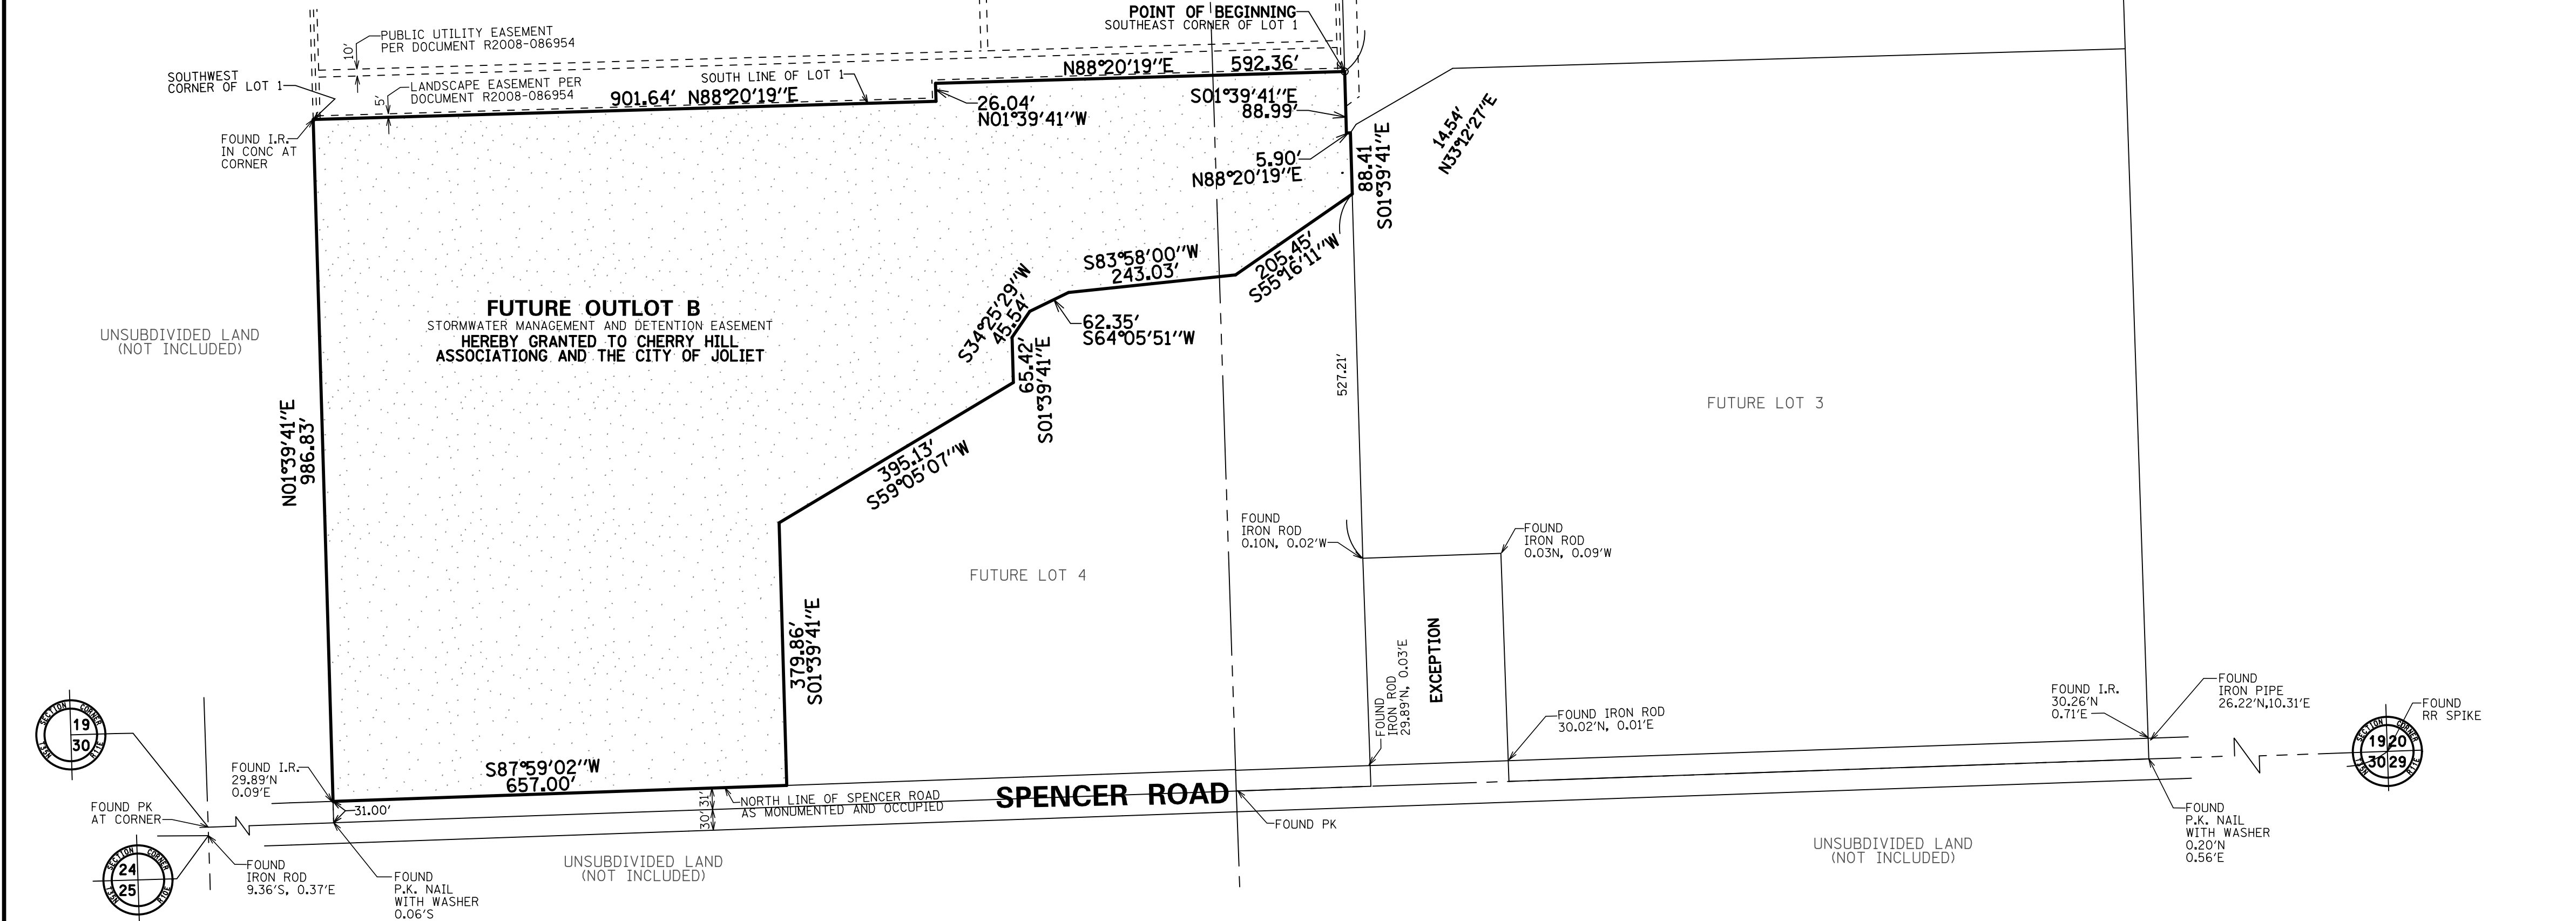 POINT OF BEGINNING
SOUTHEAST CORNER OF LOT 1
10'
PUBLIC UTILITY EASEMENT
PER DOCUMENT R2008-086954
SOUTHWEST
CORNER OF LOT 1
5'
LANDSCAPE EASEMENT PER
DOCUMENT R2008-086954
SOUTH LINE OF LOT 1
901.64' N88°20'19"E
N88°20'19"E 592.36'
26.04'
N01°39'41"W
S01°39'41"E
88.99'
5.90'
N88°20'19"E
88.41
S01°39'41"E
14.54'
N33°12'27"E
FOUND I.R.
IN CONC AT
CORNER
205.45'
S55°16'11"W
S83°58'00"W
243.03'
62.35'
S64°05'51"W
S34°25'29"W
45.54'
65.42'
S01°39'41"E
FUTURE OUTLOT B
STORMWATER MANAGEMENT AND DETENTION EASEMENT
HEREBY GRANTED TO CHERRY HILL
ASSOCIATIONG AND THE CITY OF JOLIET
UNSUBDIVIDED LAND
(NOT INCLUDED)
N01°39'41"E
986.83'
527.21'
FUTURE LOT 3
395.13'
S59°05'07"W
FOUND
IRON ROD
0.10N, 0.02'W
FOUND
IRON ROD
0.03N, 0.09'W
FUTURE LOT 4
379.86'
S01°39'41"E
EXCEPTION
FOUND
IRON ROD
29.89'N, 0.03'E
FOUND IRON ROD
30.02'N, 0.01'E
FOUND I.R.
30.26'N
0.71'E
FOUND
IRON PIPE
26.22'N,10.31'E
FOUND
RR SPIKE
SECTION CORNER
19
30
T35N R11E
SECTION CORNER
19 20
30 29
T35N R11E
S87°59'02"W
657.00'
FOUND I.R.
29.89'N
0.09'E
31.00'
30' 31'
NORTH LINE OF SPENCER ROAD
AS MONUMENTED AND OCCUPIED
SPENCER ROAD
FOUND PK
AT CORNER
FOUND PK
SECTION CORNER
24
25
T35N R10E
FOUND
IRON ROD
9.36'S, 0.37'E
FOUND
P.K. NAIL
WITH WASHER
0.06'S
UNSUBDIVIDED LAND
(NOT INCLUDED)
UNSUBDIVIDED LAND
(NOT INCLUDED)
FOUND
P.K. NAIL
WITH WASHER
0.20'N
0.56'E